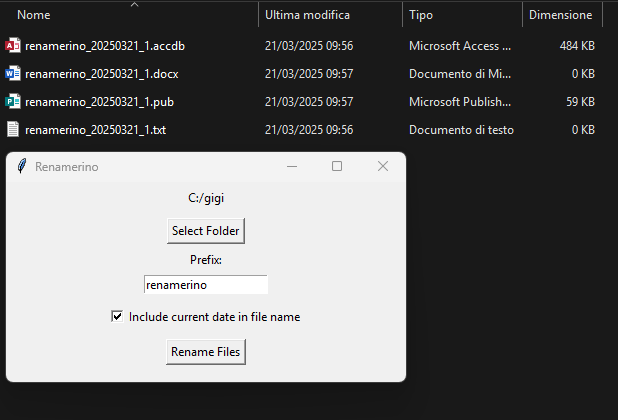 Nome Ultima modifica Tipo Dimensione
renamerino_20250321_1.accdb 21/03/2025 09:56 Microsoft Access ... 484 KB
renamerino_20250321_1.docx 21/03/2025 09:57 Documento di Mi... 0 KB
renamerino_20250321_1.pub 21/03/2025 09:57 Microsoft Publish... 59 KB
renamerino_20250321_1.txt 21/03/2025 09:56 Documento di testo 0 KB
Renamerino
C:/gigi
Select Folder
Prefix:
renamerino
Include current date in file name
Rename Files